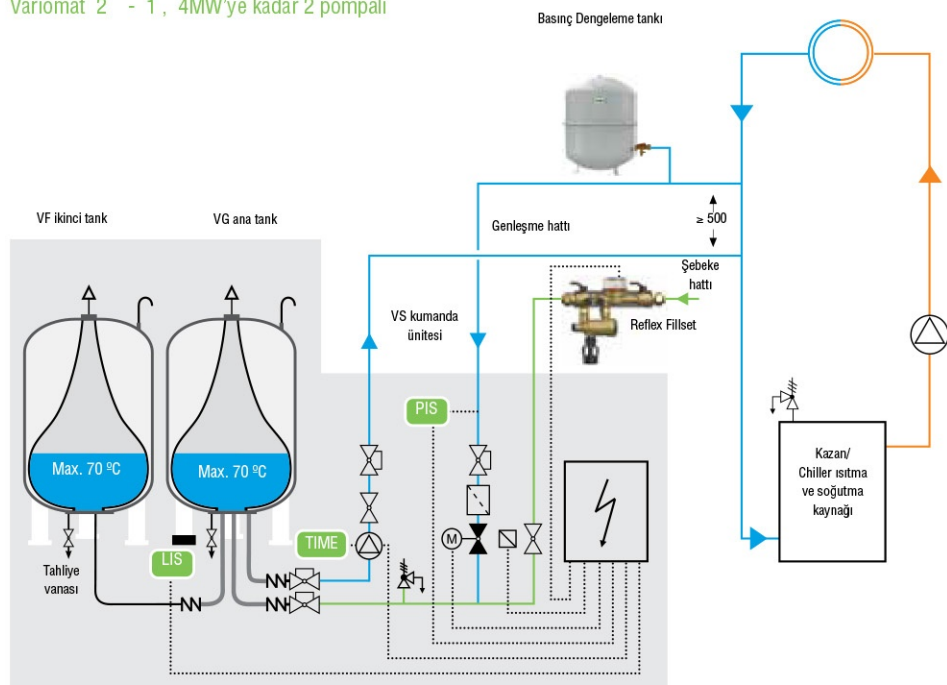 Variomat 2 - 1 , 4MW'ye kadar 2 pompalı
Basınç Dengeleme tankı
VF ikinci tank
VG ana tank
Genleşme hattı
≥ 500
Şebeke
hattı
Reflex Fillset
VS kumanda
ünitesi
PIS
Max. 70 ºC
Max. 70 ºC
Kazan/
Chiller ısıtma
ve soğutma
kaynağı
TIME
M
LIS
Tahliye
vanası